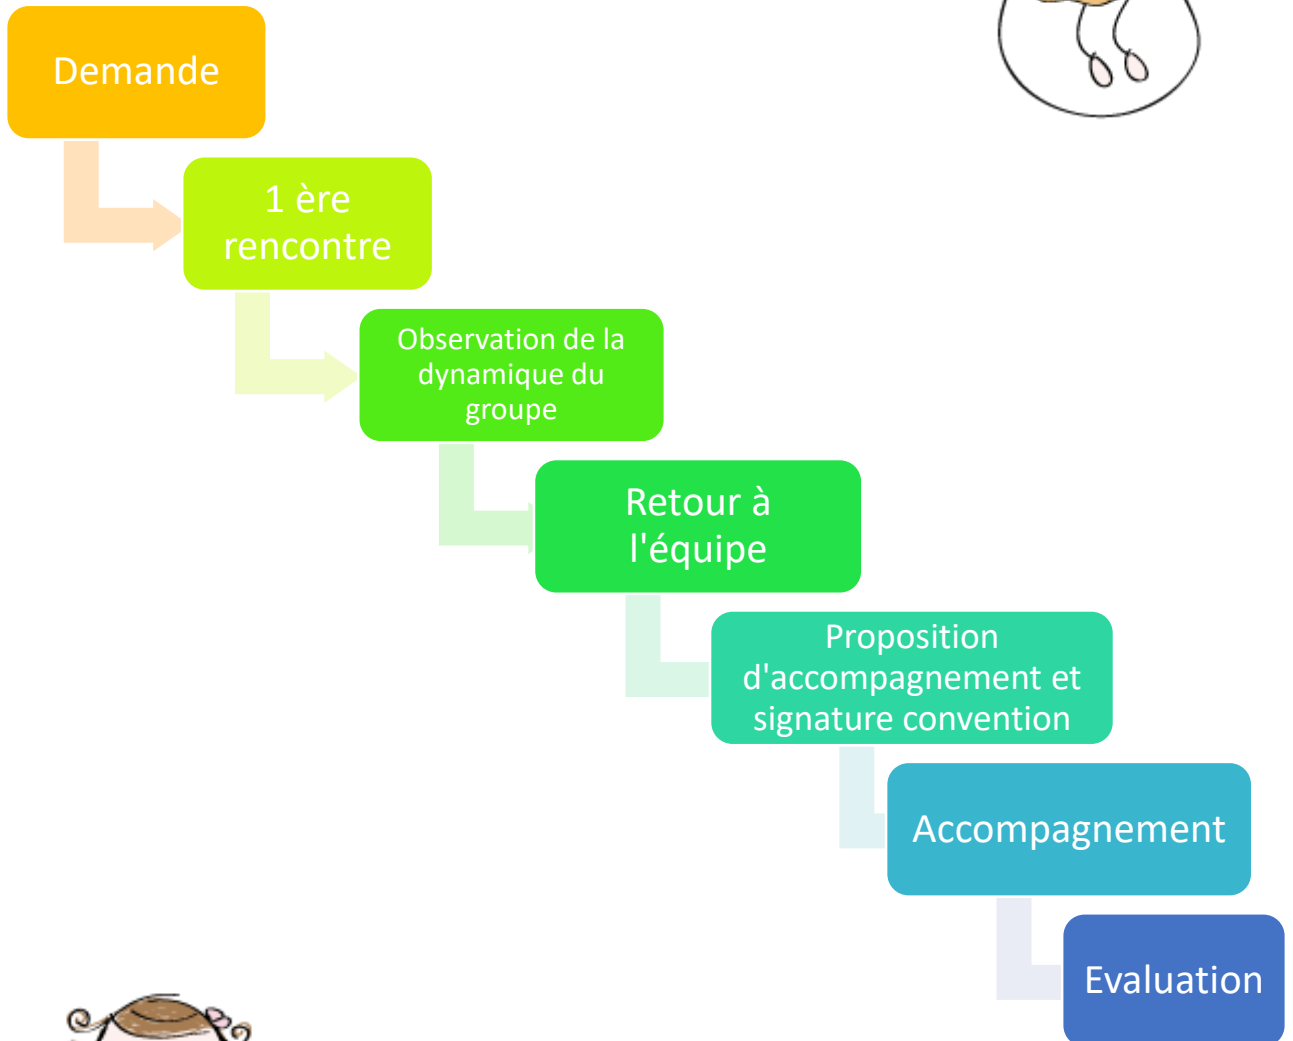 Demande
1 ère
rencontre
Observation de la
dynamique du
groupe
Retour à
l'équipe
Proposition
d'accompagnement et
signature convention
Accompagnement
Evaluation